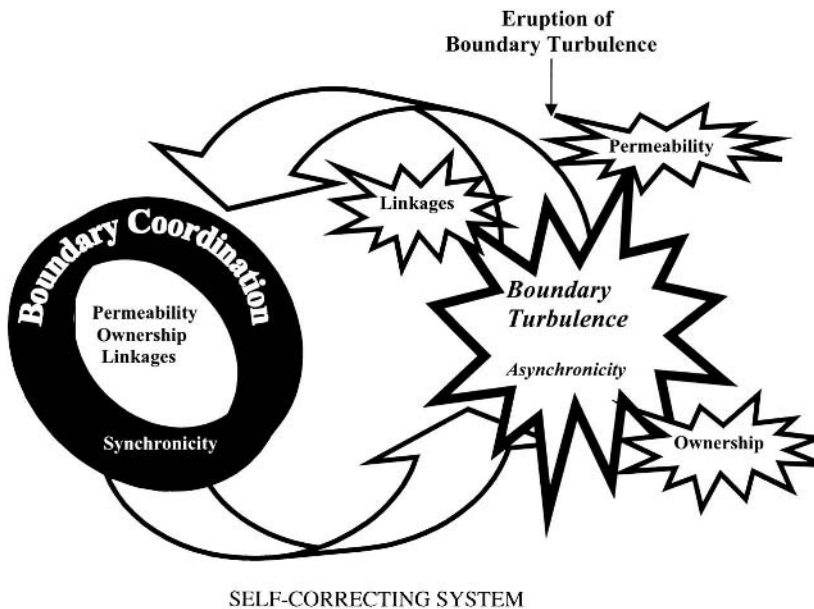 Eruption of
Boundary Turbulence
Permeability
Linkages
Boundary Coordination
Permeability
Ownership
Linkages
Synchronicity
Boundary
Turbulence
Asynchronicity
Ownership
SELF-CORRECTING SYSTEM